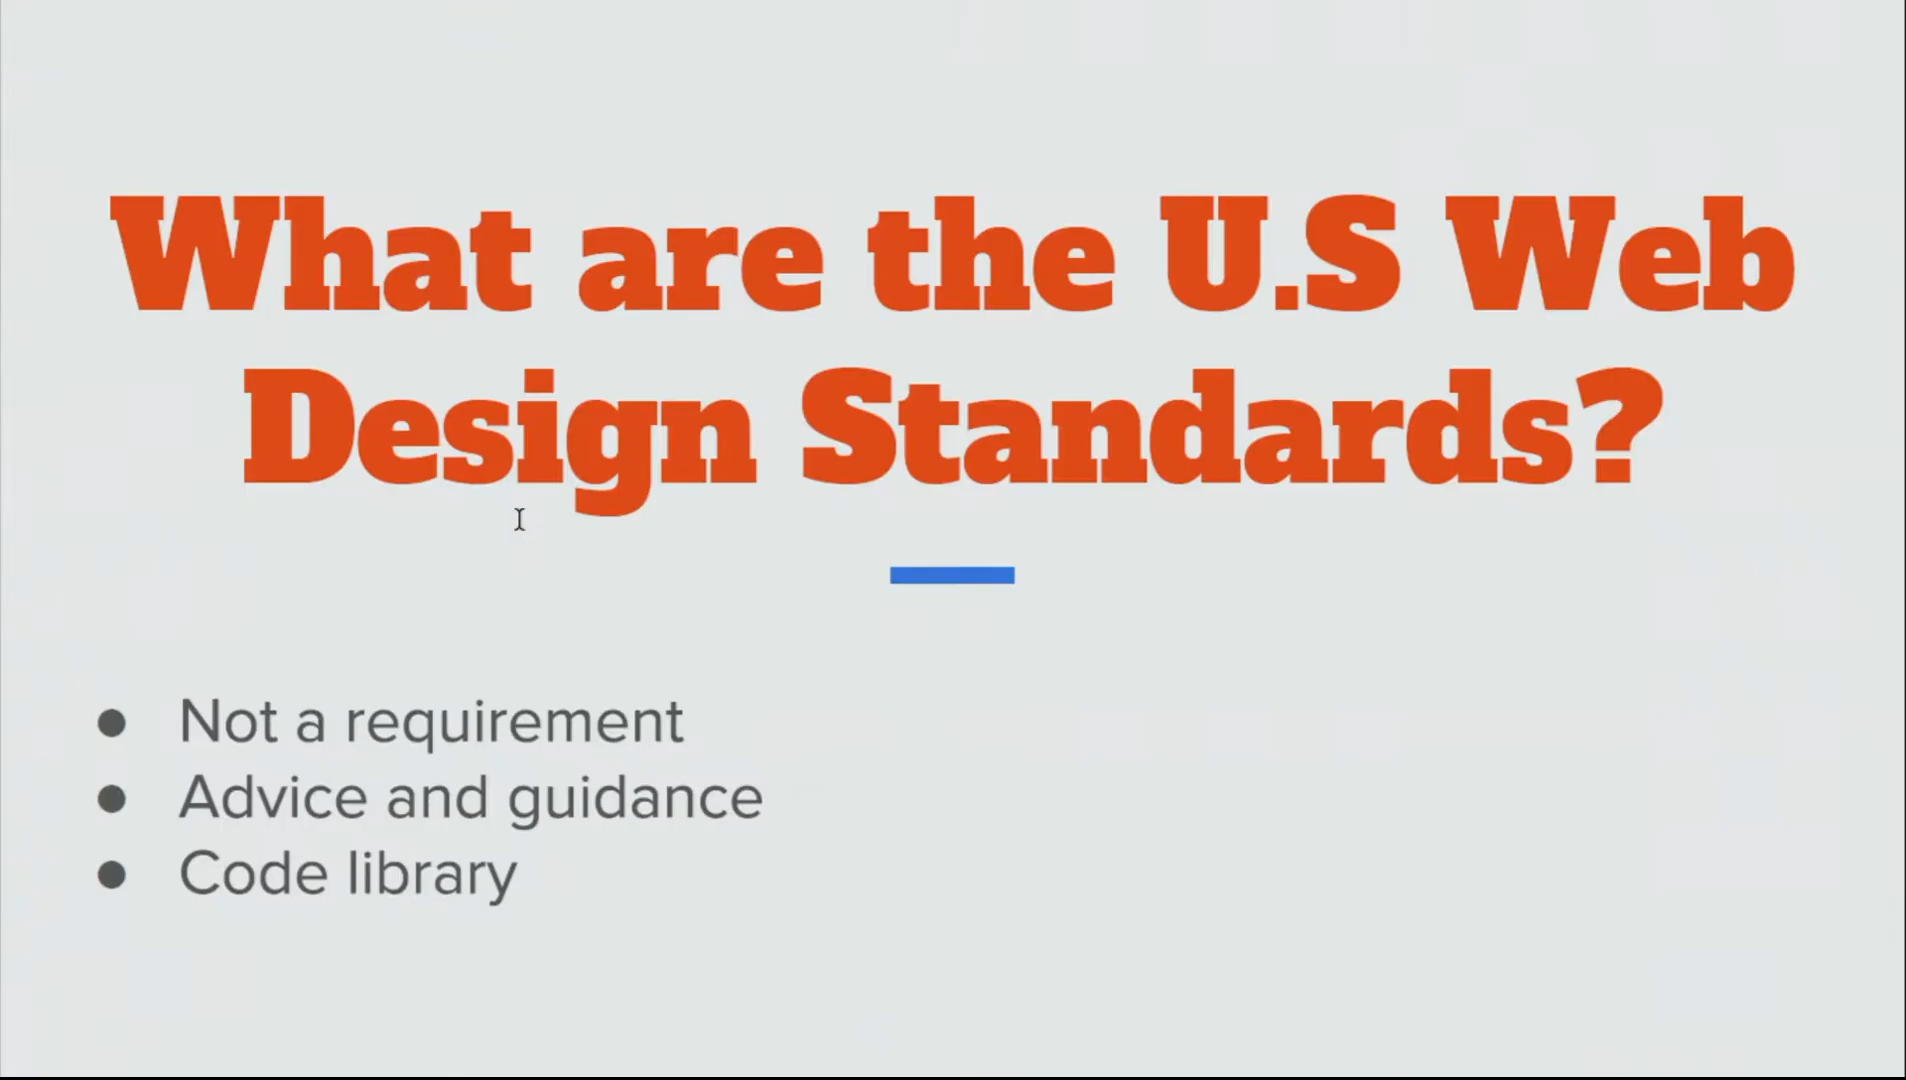 What are the U.S Web
Design Standards?
● Not a requirement
● Advice and guidance
● Code library